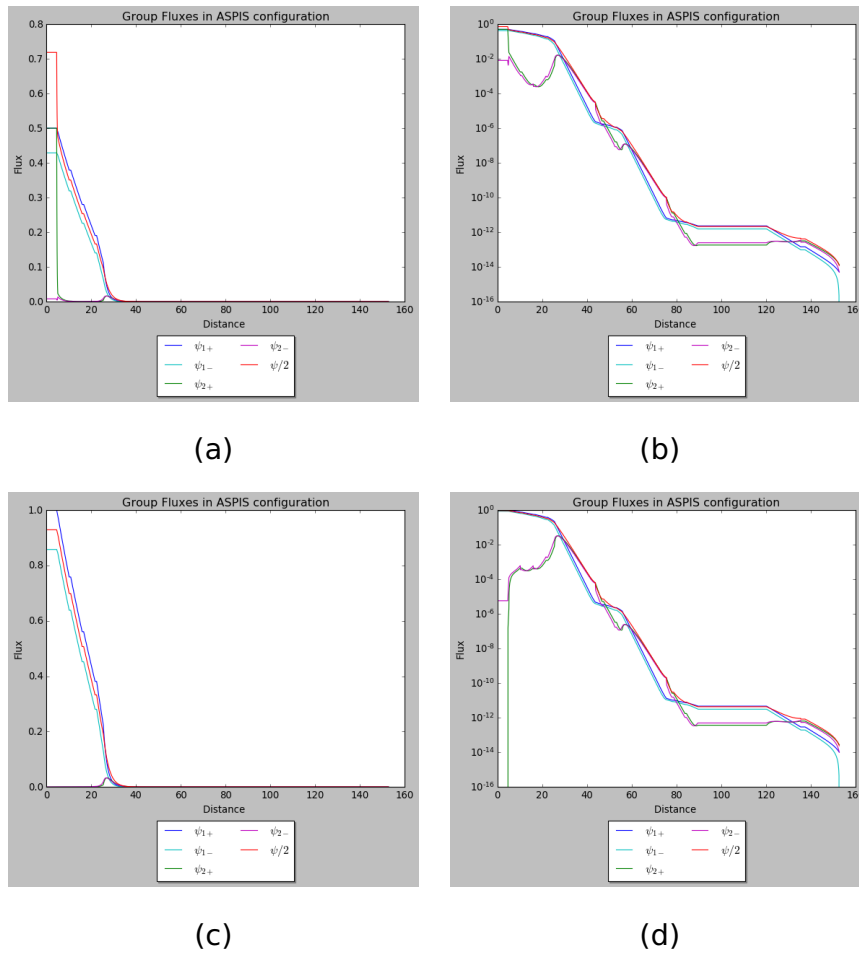 Group Fluxes in ASPIS configuration
0.8
0.7
0.6
0.5
0.4
0.3
0.2
0.1
0.0
Flux
0 20 40 60 80 100 120 140 160
Distance
ψ₁₊ ψ₂₋
ψ₁₋ ψ/2
ψ₂₊
(a)
Group Fluxes in ASPIS configuration
10⁰
10⁻²
10⁻⁴
10⁻⁶
10⁻⁸
10⁻¹⁰
10⁻¹²
10⁻¹⁴
10⁻¹⁶
Flux
0 20 40 60 80 100 120 140 160
Distance
ψ₁₊ ψ₂₋
ψ₁₋ ψ/2
ψ₂₊
(b)
Group Fluxes in ASPIS configuration
1.0
0.8
0.6
0.4
0.2
0.0
Flux
0 20 40 60 80 100 120 140 160
Distance
ψ₁₊ ψ₂₋
ψ₁₋ ψ/2
ψ₂₊
(c)
Group Fluxes in ASPIS configuration
10⁰
10⁻²
10⁻⁴
10⁻⁶
10⁻⁸
10⁻¹⁰
10⁻¹²
10⁻¹⁴
10⁻¹⁶
Flux
0 20 40 60 80 100 120 140 160
Distance
ψ₁₊ ψ₂₋
ψ₁₋ ψ/2
ψ₂₊
(d)